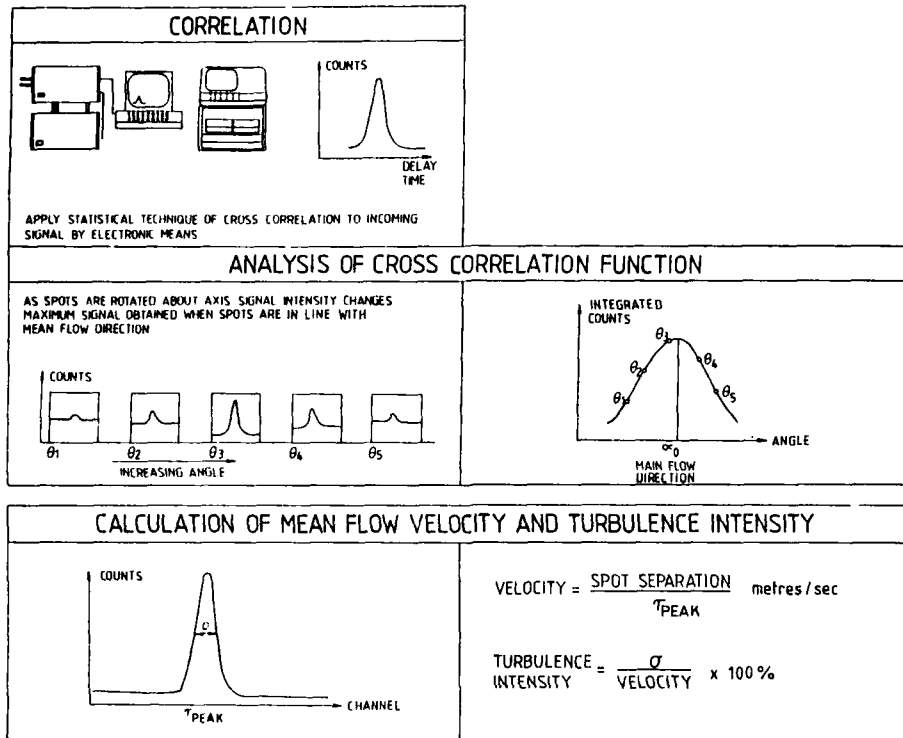 CORRELATION
COUNTS
DELAY
TIME
APPLY STATISTICAL TECHNIQUE OF CROSS CORRELATION TO INCOMING
SIGNAL BY ELECTRONIC MEANS
ANALYSIS OF CROSS CORRELATION FUNCTION
AS SPOTS ARE ROTATED ABOUT AXIS SIGNAL INTENSITY CHANGES
MAXIMUM SIGNAL OBTAINED WHEN SPOTS ARE IN LINE WITH
MEAN FLOW DIRECTION
COUNTS
θ1 θ2 θ3 θ4 θ5
INCREASING ANGLE
INTEGRATED
COUNTS
θ3
θ4
θ2
θ5
θ1
ANGLE
α0
MAIN FLOW
DIRECTION
CALCULATION OF MEAN FLOW VELOCITY AND TURBULENCE INTENSITY
COUNTS
σ
CHANNEL
τPEAK
VELOCITY = SPOT SEPARATION / τPEAK metres/sec
TURBULENCE INTENSITY = σ / VELOCITY x 100%